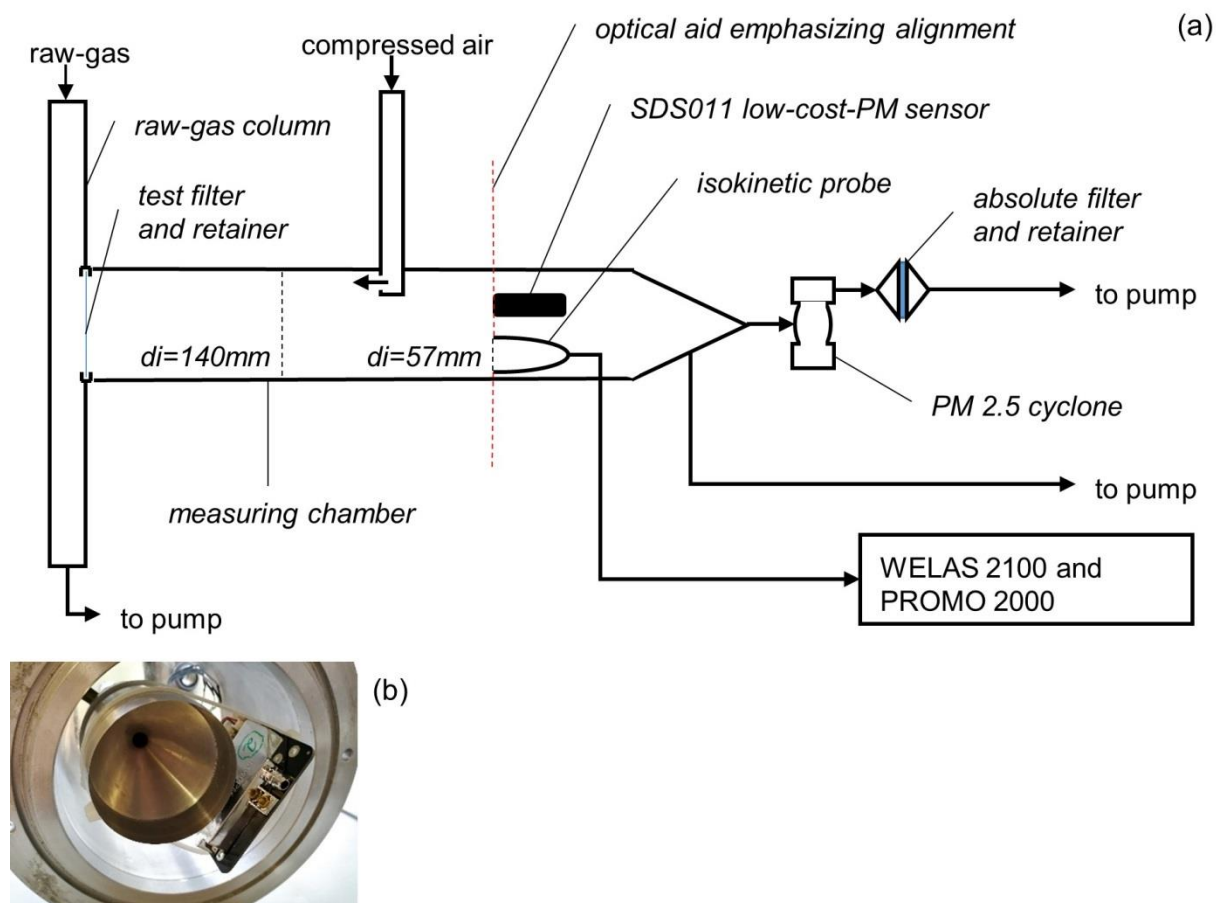 (a)
raw-gas
compressed air
optical aid emphasizing alignment
SDS011 low-cost-PM sensor
raw-gas column
isokinetic probe
test filter
and retainer
absolute filter
and retainer
to pump
di=140mm
di=57mm
PM 2.5 cyclone
measuring chamber
to pump
WELAS 2100 and
PROMO 2000
to pump
(b)